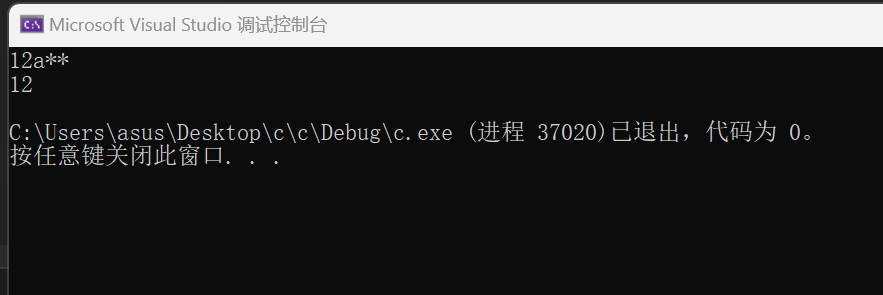 Microsoft Visual Studio 调试控制台
12a**
12
C:\Users\asus\Desktop\c\c\Debug\c.exe (进程 37020)已退出，代码为 0。
按任意键关闭此窗口. . .